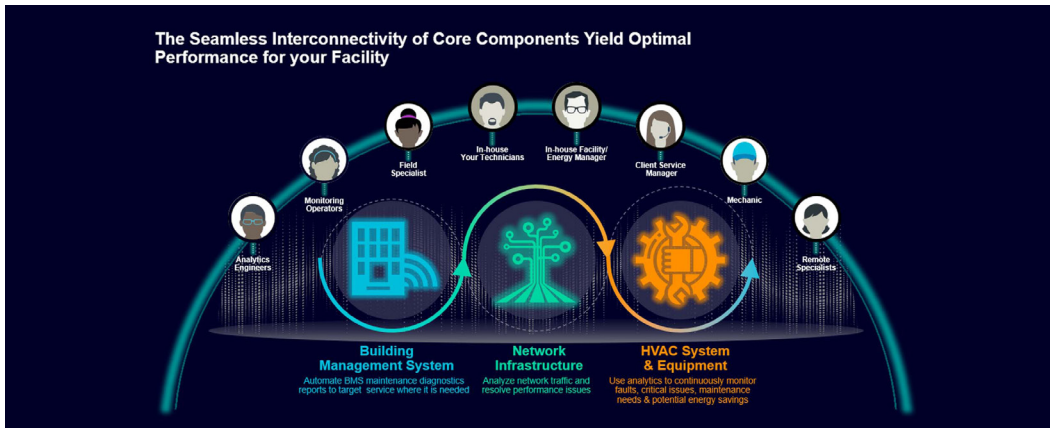 The Seamless Interconnectivity of Core Components Yield Optimal
Performance for your Facility
In-house
Your Technicians
In-house Facility/
Energy Manager
Field
Specialist
Client Service
Manager
Monitoring
Operators
Mechanic
Analytics
Engineers
Remote
Specialists
Building
Management System
Automate BMS maintenance diagnostics
reports to target service where it is needed
Network
Infrastructure
Analyze network traffic and
resolve performance issues
HVAC System
& Equipment
Use analytics to continuously monitor
faults, critical issues, maintenance
needs & potential energy savings